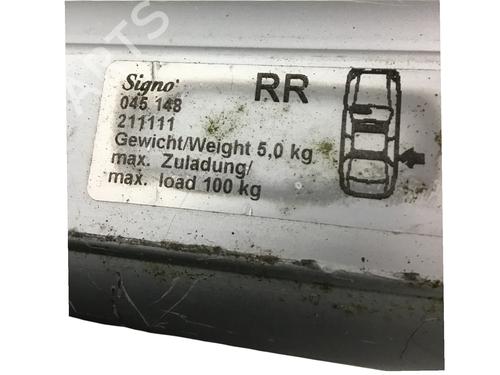 Signo
RR
045 148
211111
Gewicht/Weight 5,0 kg
max. Zuladung/
max. load 100 kg